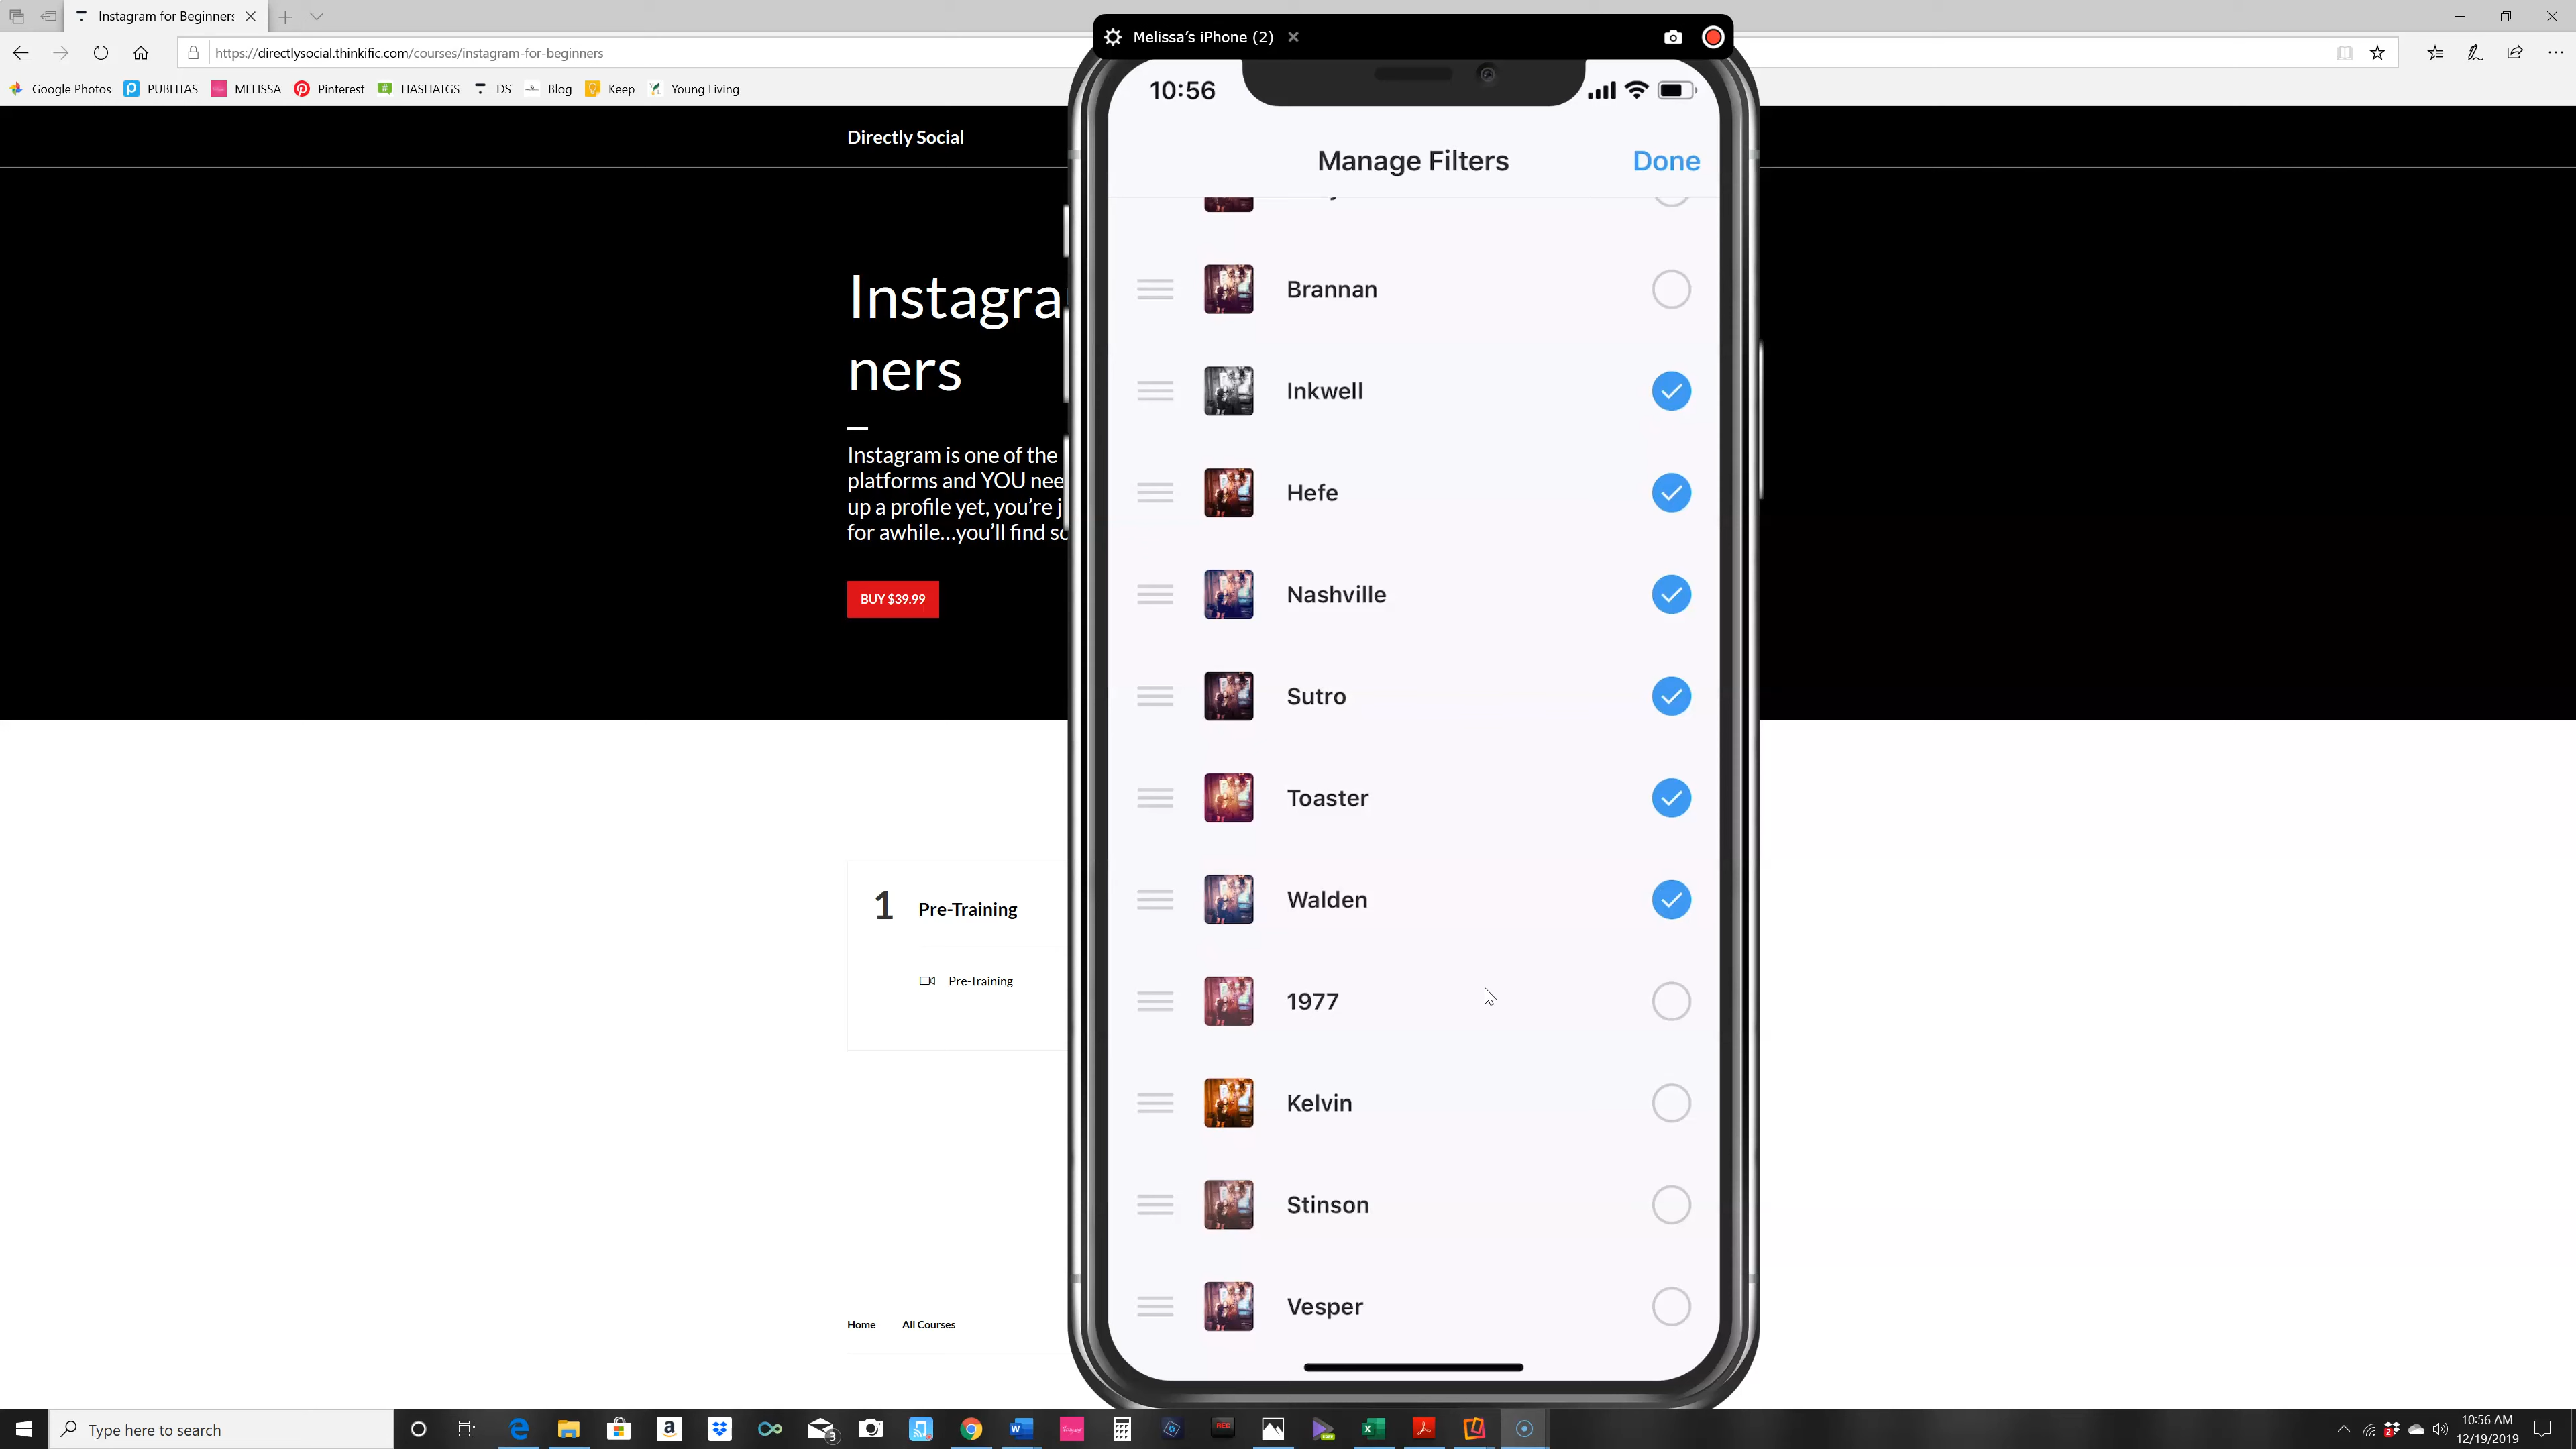 Instagram for Beginners
https://directlysocial.thinkific.com/courses/instagram-for-beginners
Google Photos
PUBLITAS
MELISSA
Pinterest
HASHATGS
DS
Blog
Keep
Young Living
Directly Social
Instagra
ners
Instagram is one of the
platforms and YOU nee
up a profile yet, you're j
for awhile...you'll find so
BUY $39.99
1 Pre-Training
Pre-Training
Home All Courses
Melissa's iPhone (2)
10:56
Manage Filters
Done
Brannan
Inkwell
Hefe
Nashville
Sutro
Toaster
Walden
1977
Kelvin
Stinson
Vesper
Type here to search
3
REC
2
10:56 AM
12/19/2019